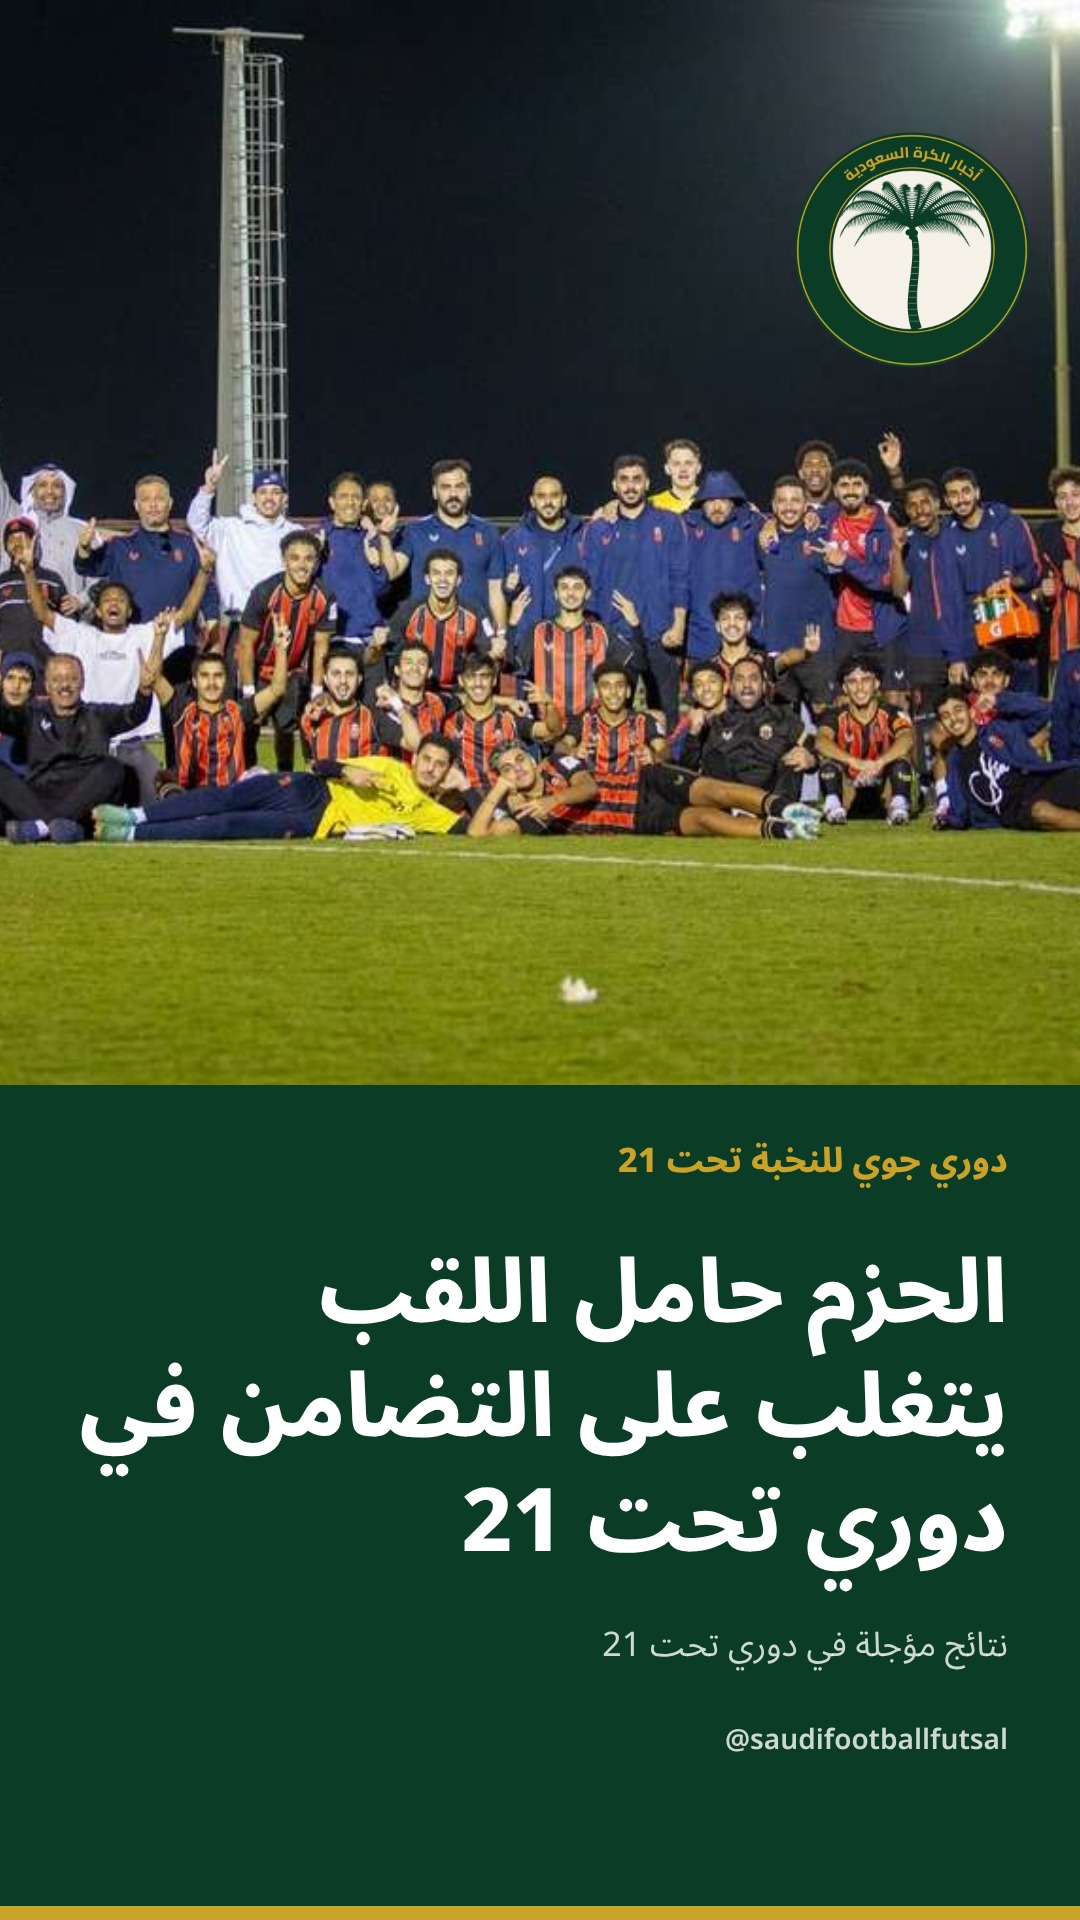 أخبار الكرة السعودية
دوري جوي للنخبة تحت 21
الحزم حامل اللقب
يتغلب على التضامن في
دوري تحت 21
نتائج مؤجلة في دوري تحت 21
@saudifootballfutsal